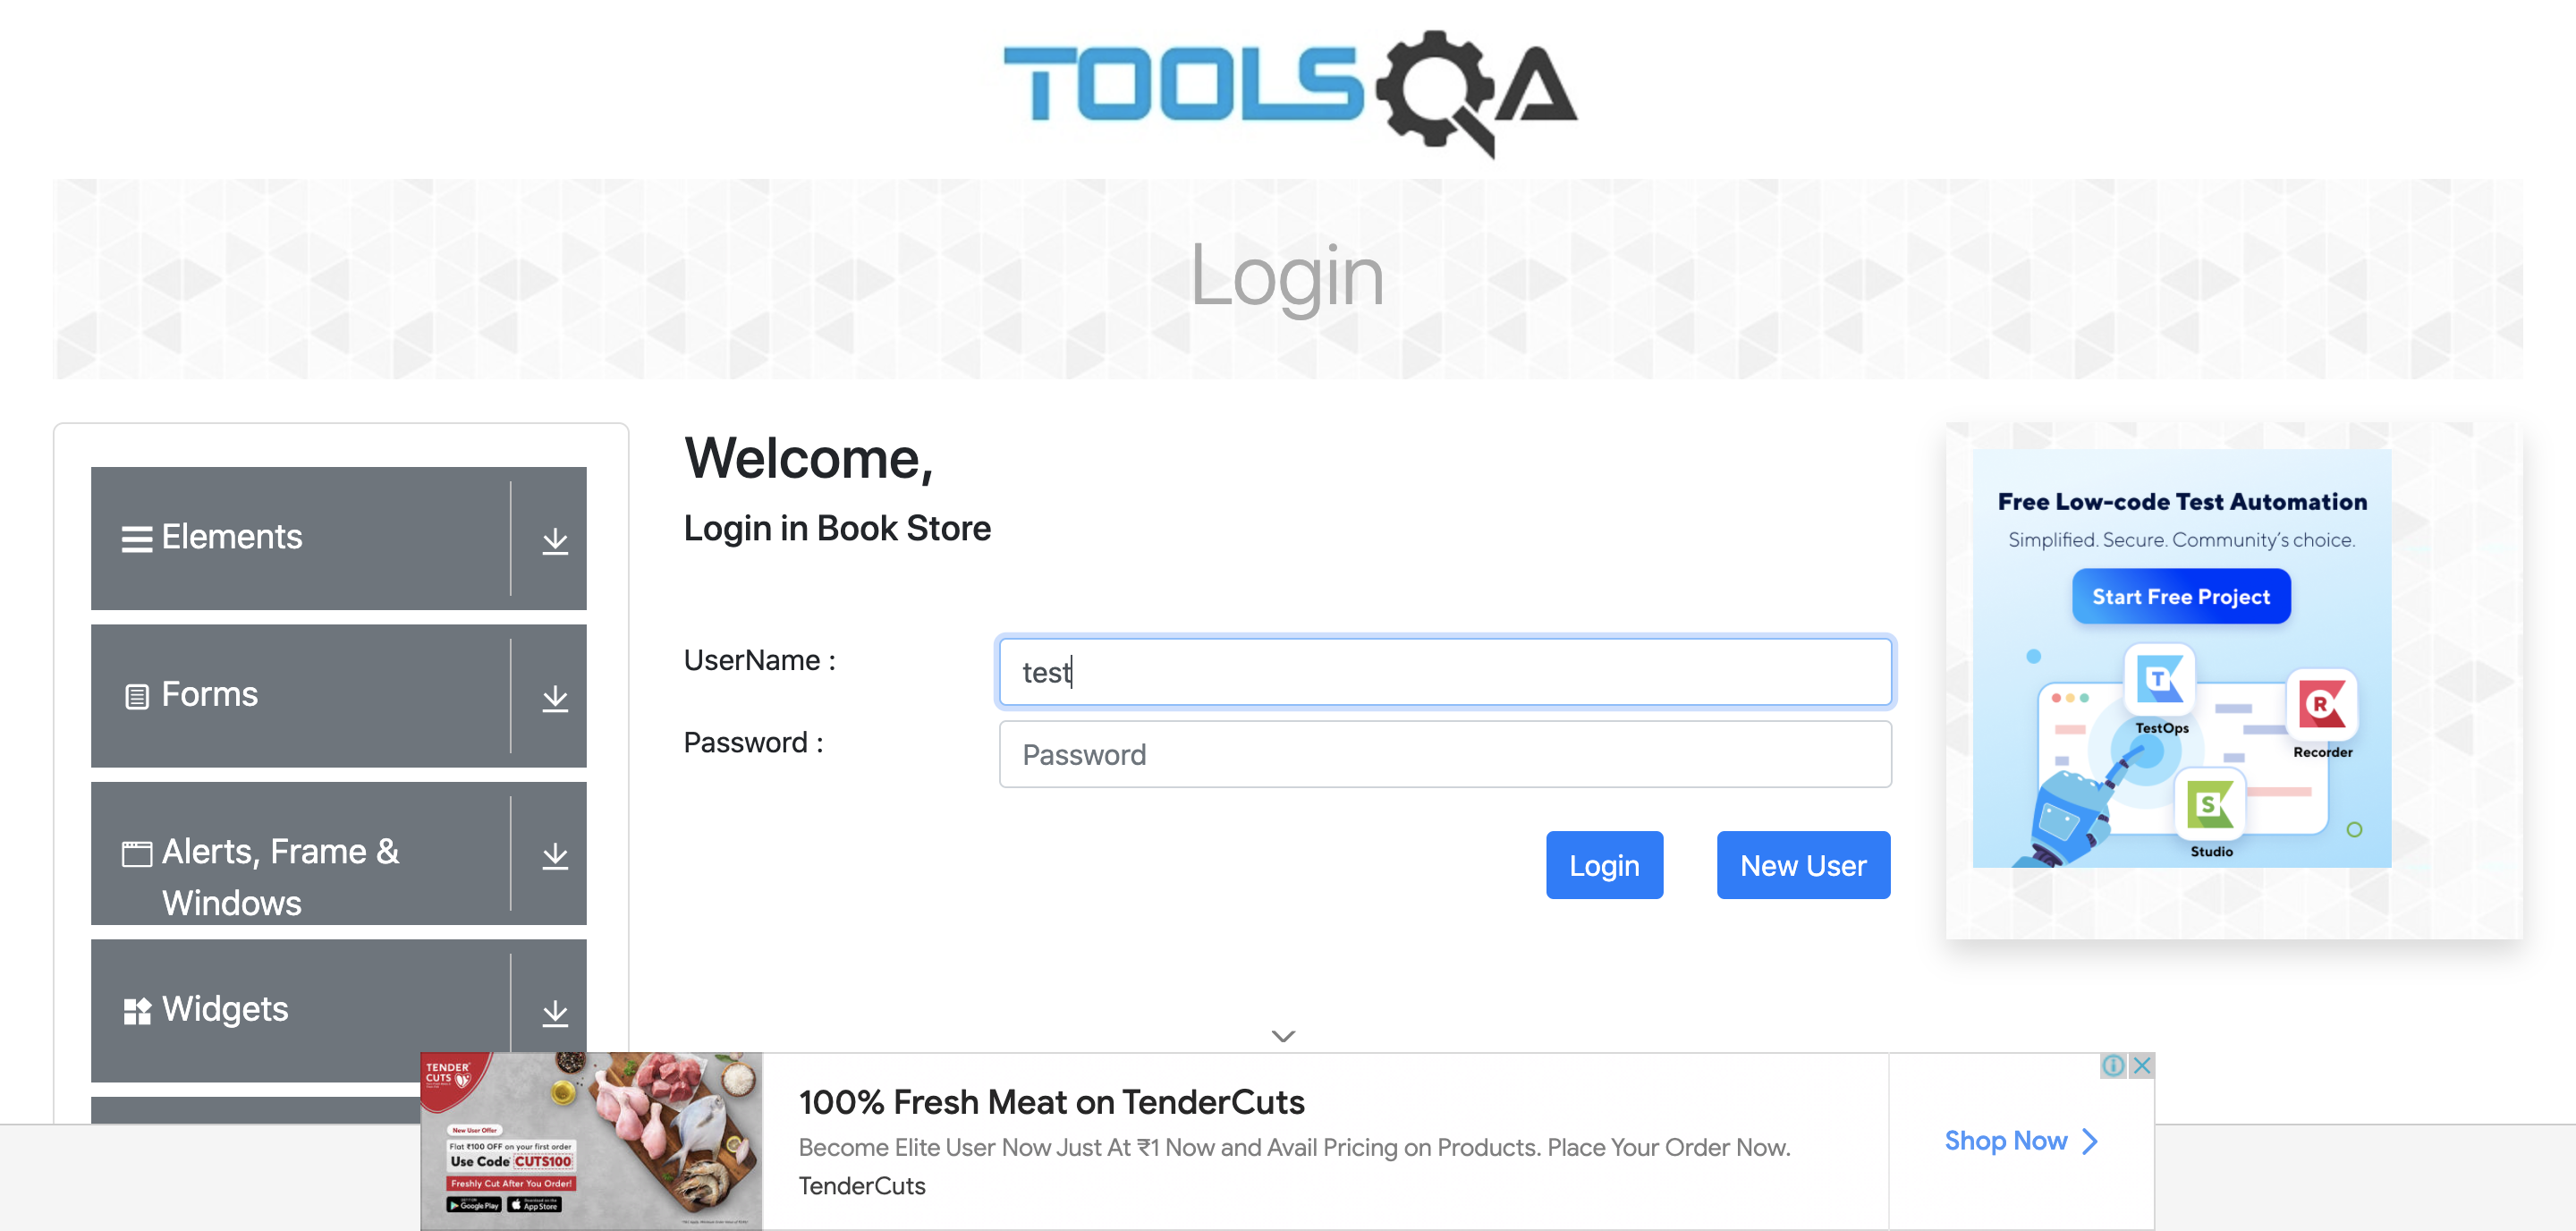 TOOLSQA
Login
Elements
Forms
Alerts, Frame &
Windows
Widgets
Welcome,
Login in Book Store
UserName :
test
Password :
Password
Login
New User
Free Low-code Test Automation
Simplified. Secure. Community's choice.
Start Free Project
T
TestOps
R
Recorder
S
Studio
TENDER
CUTS
New User Offer
Flat ₹100 OFF on your first order
Use Code CUTS100
Freshly Cut After You Order!
Google Play
App Store
100% Fresh Meat on TenderCuts
Become Elite User Now Just At ₹1 Now and Avail Pricing on Products. Place Your Order Now.
TenderCuts
Shop Now